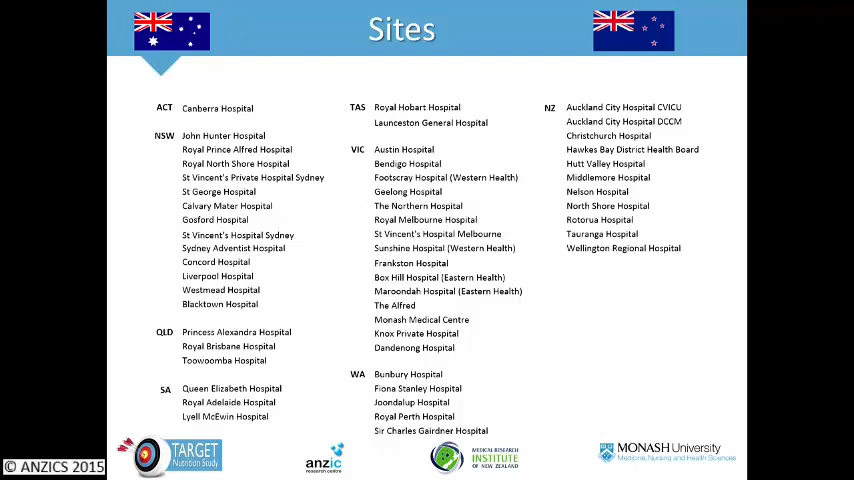 Sites
ACT Canberra Hospital
NSW John Hunter Hospital
Royal Prince Alfred Hospital
Royal North Shore Hospital
St Vincent's Private Hospital Sydney
St George Hospital
Calvary Mater Hospital
Gosford Hospital
St Vincent's Hospital Sydney
Sydney Adventist Hospital
Concord Hospital
Liverpool Hospital
Westmead Hospital
Blacktown Hospital
QLD Princess Alexandra Hospital
Royal Brisbane Hospital
Toowoomba Hospital
SA Queen Elizabeth Hospital
Royal Adelaide Hospital
Lyell McEwin Hospital
TAS Royal Hobart Hospital
Launceston General Hospital
VIC Austin Hospital
Bendigo Hospital
Footscray Hospital (Western Health)
Geelong Hospital
The Northern Hospital
Royal Melbourne Hospital
St Vincent's Hospital Melbourne
Sunshine Hospital (Western Health)
Frankston Hospital
Box Hill Hospital (Eastern Health)
Maroondah Hospital (Eastern Health)
The Alfred
Monash Medical Centre
Knox Private Hospital
Dandenong Hospital
WA Bunbury Hospital
Fiona Stanley Hospital
Joondalup Hospital
Royal Perth Hospital
Sir Charles Gairdner Hospital
NZ Auckland City Hospital CVICU
Auckland City Hospital DCCM
Christchurch Hospital
Hawkes Bay District Health Board
Hutt Valley Hospital
Middlemore Hospital
Nelson Hospital
North Shore Hospital
Rotorua Hospital
Tauranga Hospital
Wellington Regional Hospital
© ANZICS 2015
TARGET
Nutrition Study
anzic
research centre
MEDICAL RESEARCH
INSTITUTE
OF NEW ZEALAND
MONASH University
Medicine, Nursing and Health Sciences